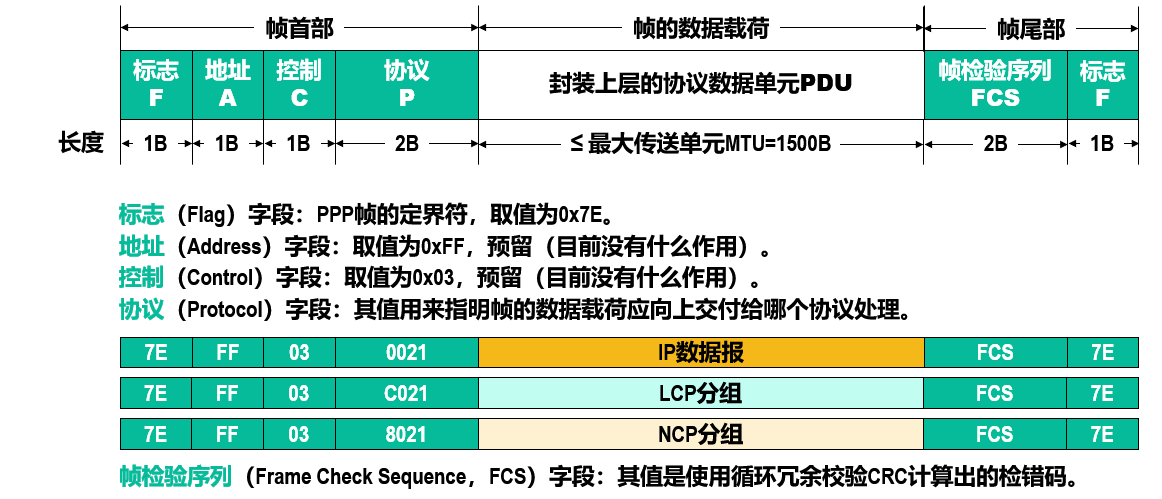 帧首部 帧的数据载荷 帧尾部
标志 地址 控制 协议 封装上层的协议数据单元PDU 帧检验序列 标志
F A C P FCS F
长度 1B 1B 1B 2B ≤最大传送单元MTU=1500B 2B 1B
标志（Flag）字段：PPP帧的定界符，取值为0x7E。
地址（Address）字段：取值为0xFF，预留（目前没有什么作用）。
控制（Control）字段：取值为0x03，预留（目前没有什么作用）。
协议（Protocol）字段：其值用来指明帧的数据载荷应向上交付给哪个协议处理。
7E FF 03 0021 IP数据报 FCS 7E
7E FF 03 C021 LCP分组 FCS 7E
7E FF 03 8021 NCP分组 FCS 7E
帧检验序列（Frame Check Sequence，FCS）字段：其值是使用循环冗余校验CRC计算出的检错码。